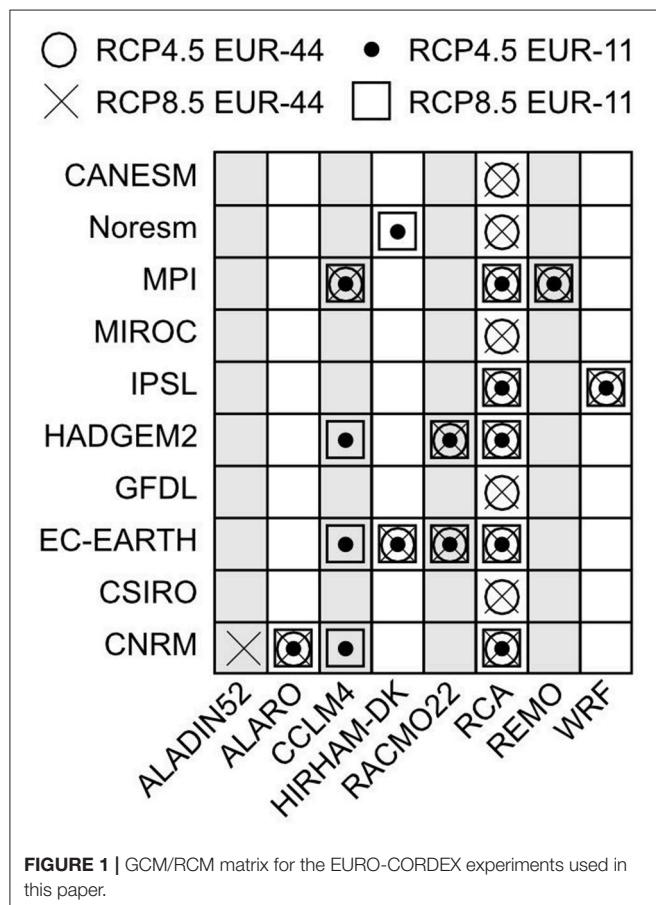 RCP4.5 EUR-44 RCP4.5 EUR-11
RCP8.5 EUR-44 RCP8.5 EUR-11
CANESM
Noresm
MPI
MIROC
IPSL
HADGEM2
GFDL
EC-EARTH
CSIRO
CNRM
ALADIN52
ALARO
CCLM4
HIRHAM-DK
RACMO22
RCA
REMO
WRF
FIGURE 1 | GCM/RCM matrix for the EURO-CORDEX experiments used in
this paper.